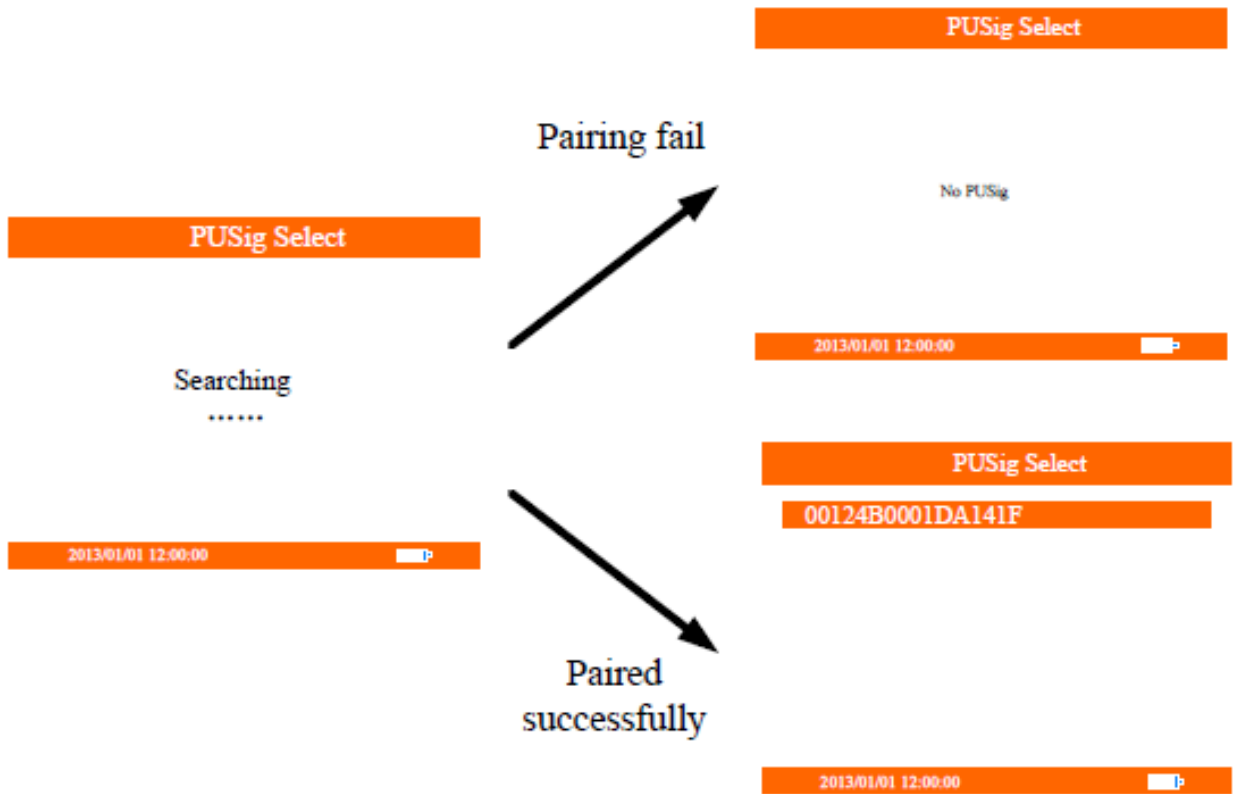 PUSig Select
Searching
......
2013/01/01 12:00:00
Pairing fail
PUSig Select
No PUSig
2013/01/01 12:00:00
Paired
successfully
PUSig Select
00124B0001DA141F
2013/01/01 12:00:00